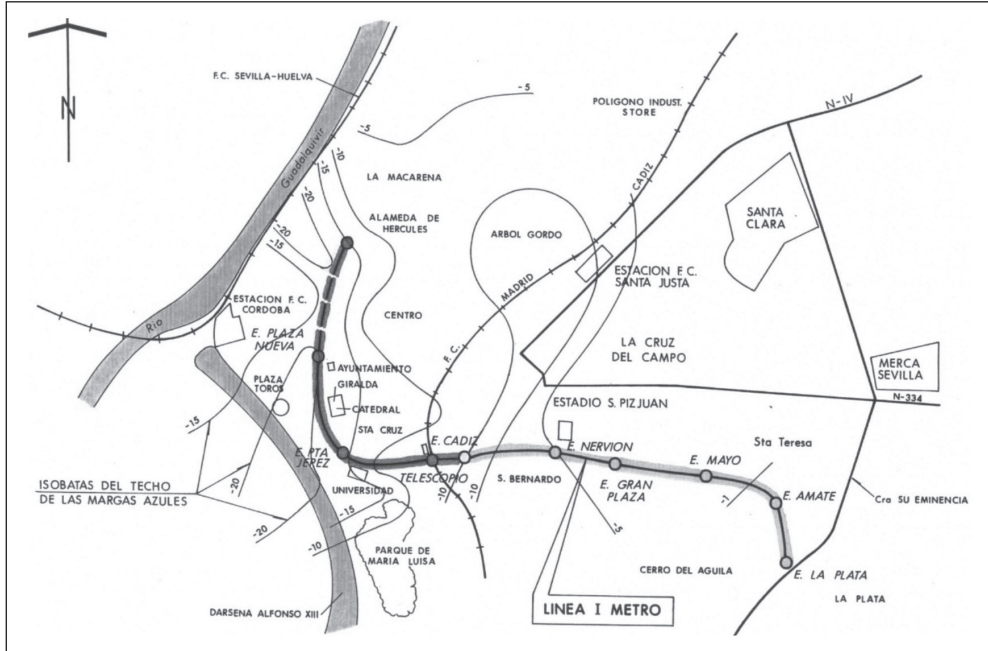 N
F.C. SEVILLA-HUELVA
Guadalquivir
Rio
-5
-5
-10
-15
-20
-20
-15
LA MACARENA
ALAMEDA DE
HERCULES
POLIGONO INDUST.
STORE
N-IV
CADIZ
MADRID
F. C.
ARBOL GORDO
SANTA
CLARA
ESTACION F.C.
SANTA JUSTA
ESTACION F. C.
CORDOBA
E. PLAZA
NUEVA
CENTRO
LA CRUZ
DEL CAMPO
MERCA
SEVILLA
N-334
AYUNTAMIENTO
GIRALDA
CATEDRAL
STA CRUZ
PLAZA
TOROS
-15
ESTADIO S. PIZJUAN
E. PTA
JEREZ
E. CADIZ
E. NERVION
Sta Teresa
E. MAYO
-1
TELESCOPIO
S. BERNARDO
E. GRAN
PLAZA
E. AMATE
Cra SU EMINENCIA
ISOBATAS DEL TECHO
DE LAS MARGAS AZULES
-20
UNIVERSIDAD
-10
-10
-15
-20
-10
-5
PARQUE DE
MARIA LUISA
CERRO DEL AGUILA
E. LA PLATA
LA PLATA
DARSENA ALFONSO XIII
LINEA I METRO